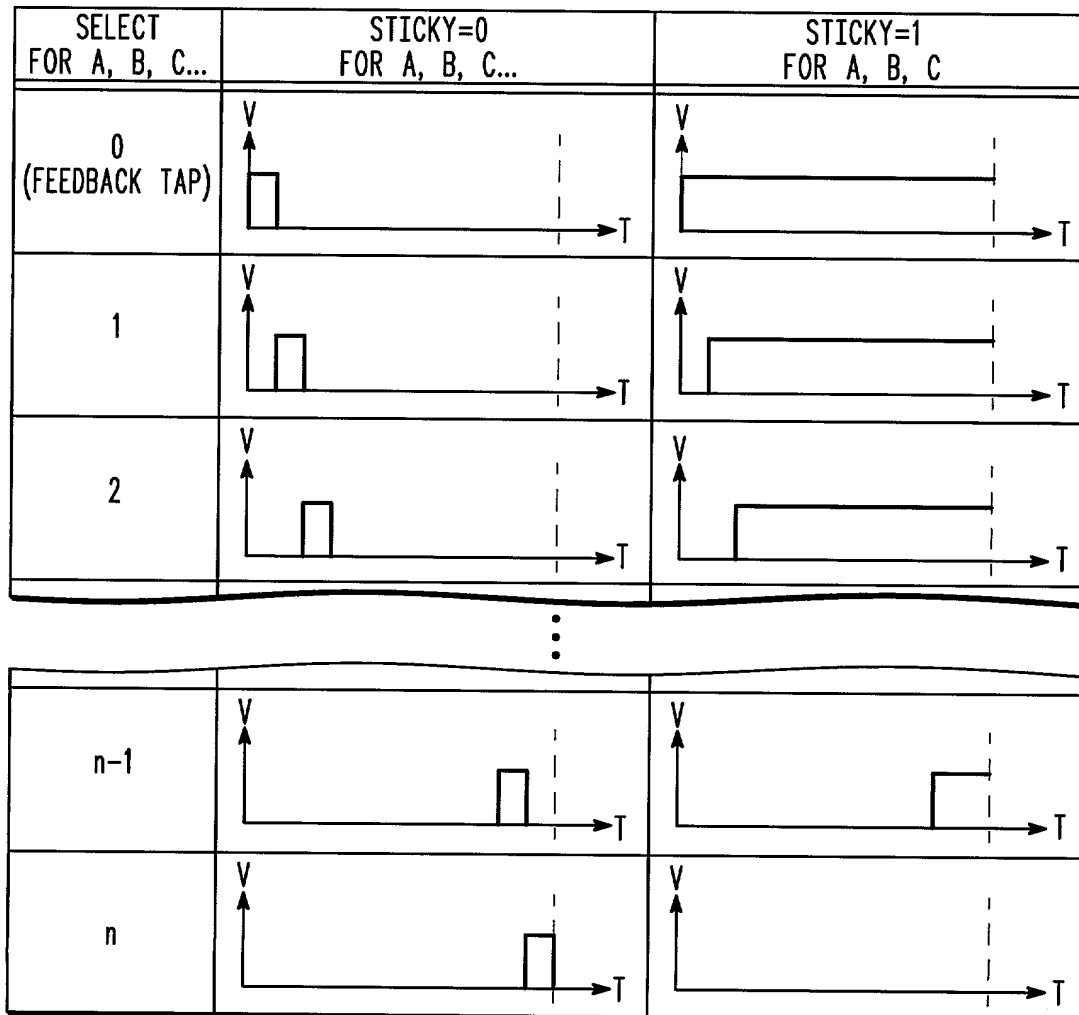 SELECT
FOR A, B, C...
STICKY=0
FOR A, B, C...
STICKY=1
FOR A, B, C
0
(FEEDBACK TAP)
V
T
V
T
1
V
T
V
T
2
V
T
V
T
n-1
V
T
V
T
n
V
T
V
T